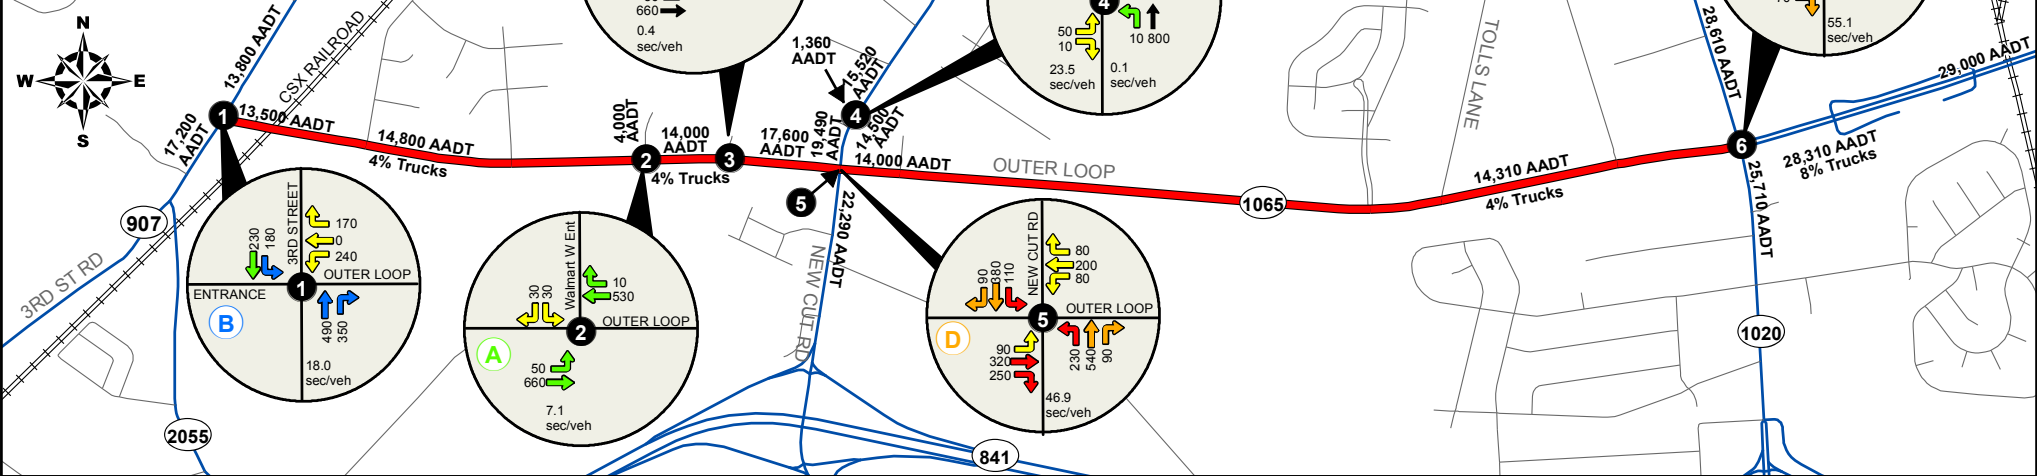 N
W
E
S
13,800 AADT
CSX RAILROAD
17,200
AADT
1
13,500 AADT
14,800 AADT
4% Trucks
907
3RD ST RD
2055
3RD STREET
170
0
240
230
180
OUTER LOOP
ENTRANCE
1
B
490
350
18.0
sec/veh
660
0.4
sec/veh
4,000
AADT
2
14,000
AADT
4% Trucks
3
17,600
AADT
Walmart W Ent
10
530
30
30
OUTER LOOP
2
A
50
660
7.1
sec/veh
1,360
AADT
15,520
AADT
4
19,490
AADT
14,500
AADT
14,000 AADT
5
22,290 AADT
NEW CUT RD
4
50
10
10 800
23.5
sec/veh
0.1
sec/veh
OUTER LOOP
1065
NEW CUT RD
80
200
80
90
380
110
OUTER LOOP
5
D
90
320
250
230
540
90
46.9
sec/veh
841
TOLLS LANE
14,310 AADT
4% Trucks
28,610 AADT
55.1
sec/veh
29,000 AADT
6
28,310 AADT
8% Trucks
25,710 AADT
1020